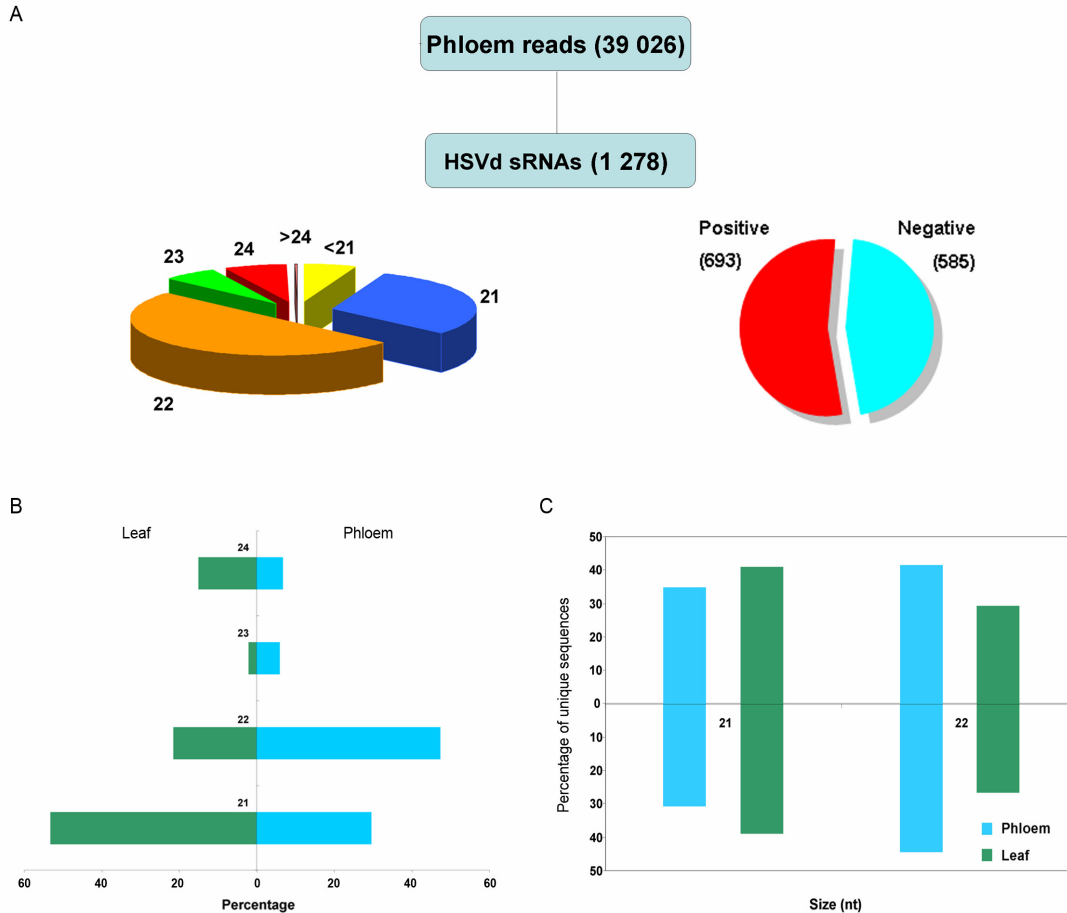 A
Phloem reads (39 026)
HSVd sRNAs (1 278)
23
24
>24
<21
21
22
Positive
(693)
Negative
(585)
B
Leaf
Phloem
24
23
22
21
60
40
20
0
20
40
60
Percentage
C
Percentage of unique sequences
50
40
30
20
10
0
10
20
30
40
50
21
22
Phloem
Leaf
Size (nt)